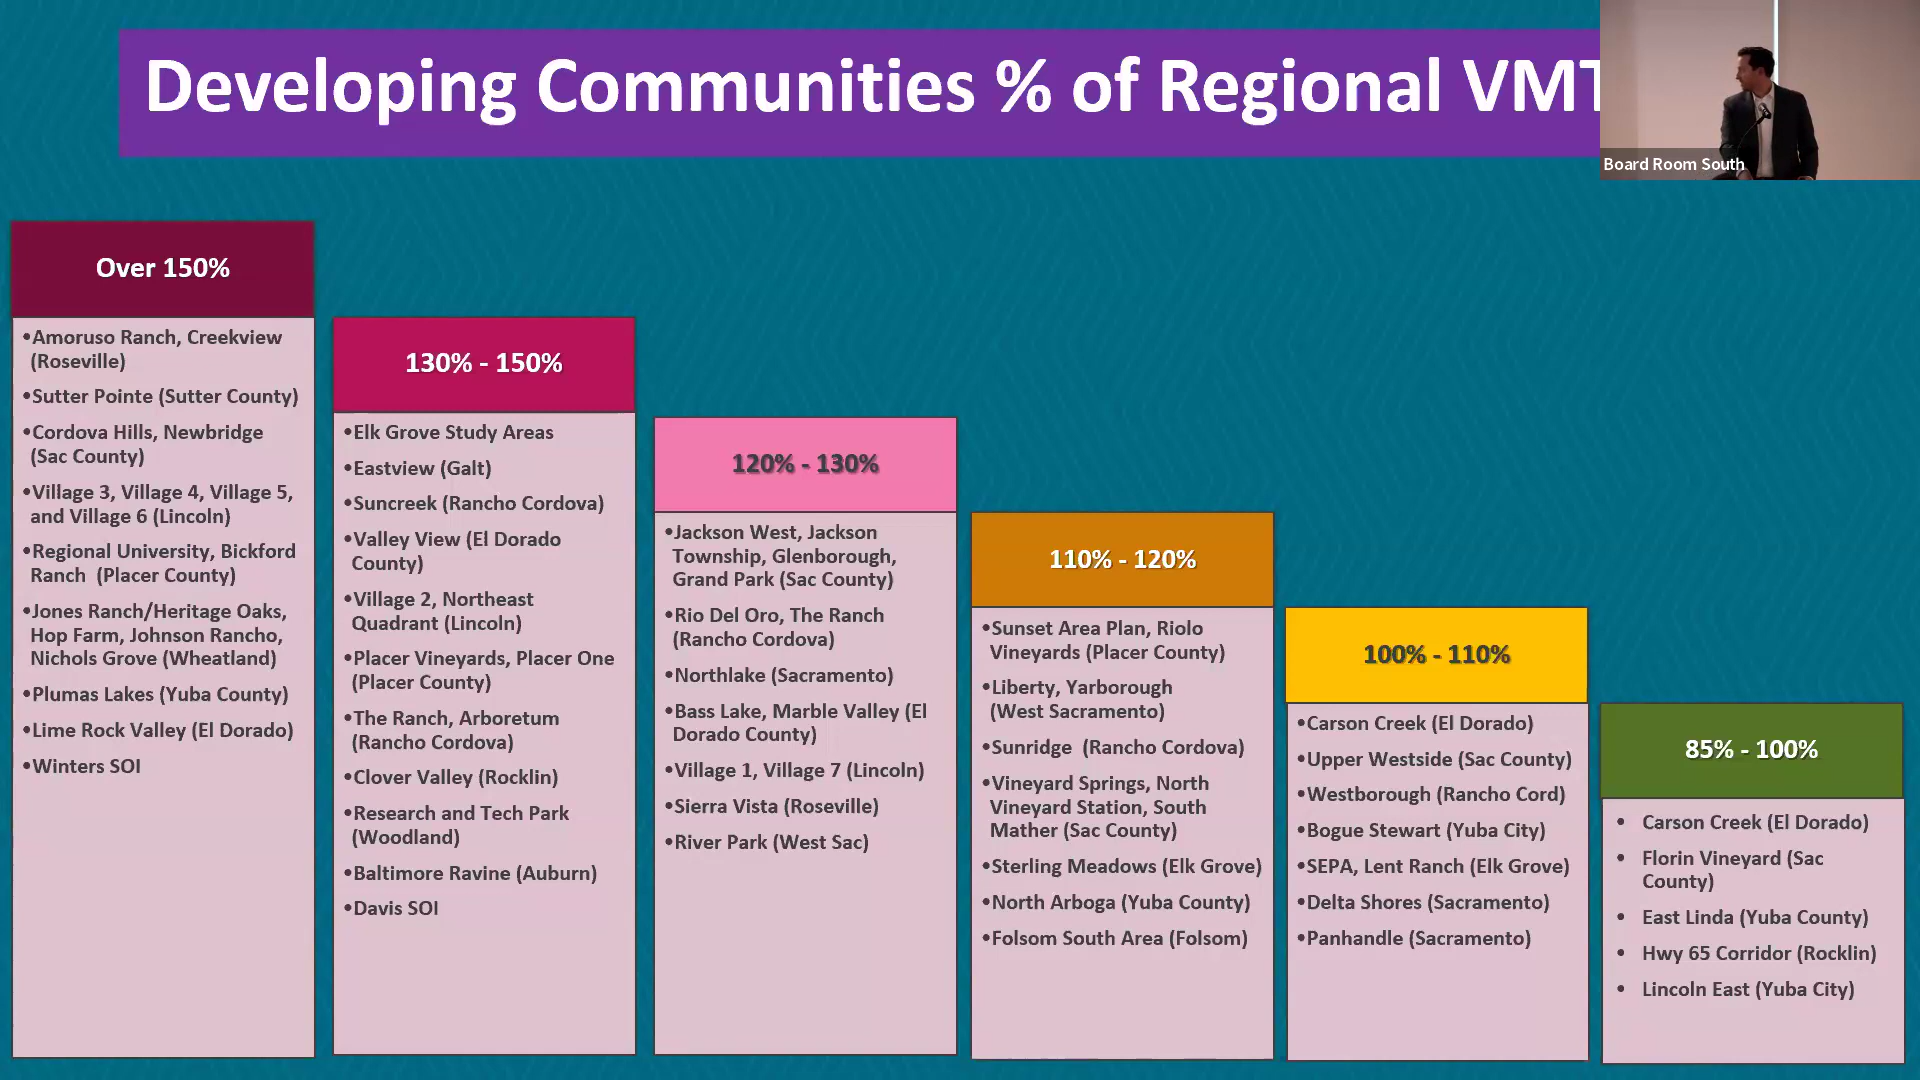 Developing Communities % of Regional VMT
Board Room South
Over 150%
•Amoruso Ranch, Creekview
(Roseville)
•Sutter Pointe (Sutter County)
•Cordova Hills, Newbridge
(Sac County)
•Village 3, Village 4, Village 5,
and Village 6 (Lincoln)
•Regional University, Bickford
Ranch (Placer County)
•Jones Ranch/Heritage Oaks,
Hop Farm, Johnson Rancho,
Nichols Grove (Wheatland)
•Plumas Lakes (Yuba County)
•Lime Rock Valley (El Dorado)
•Winters SOI
130% - 150%
•Elk Grove Study Areas
•Eastview (Galt)
•Suncreek (Rancho Cordova)
•Valley View (El Dorado
County)
•Village 2, Northeast
Quadrant (Lincoln)
•Placer Vineyards, Placer One
(Placer County)
•The Ranch, Arboretum
(Rancho Cordova)
•Clover Valley (Rocklin)
•Research and Tech Park
(Woodland)
•Baltimore Ravine (Auburn)
•Davis SOI
120% - 130%
•Jackson West, Jackson
Township, Glenborough,
Grand Park (Sac County)
•Rio Del Oro, The Ranch
(Rancho Cordova)
•Northlake (Sacramento)
•Bass Lake, Marble Valley (El
Dorado County)
•Village 1, Village 7 (Lincoln)
•Sierra Vista (Roseville)
•River Park (West Sac)
110% - 120%
•Sunset Area Plan, Riolo
Vineyards (Placer County)
•Liberty, Yarborough
(West Sacramento)
•Sunridge (Rancho Cordova)
•Vineyard Springs, North
Vineyard Station, South
Mather (Sac County)
•Sterling Meadows (Elk Grove)
•North Arboga (Yuba County)
•Folsom South Area (Folsom)
100% - 110%
•Carson Creek (El Dorado)
•Upper Westside (Sac County)
•Westborough (Rancho Cord)
•Bogue Stewart (Yuba City)
•SEPA, Lent Ranch (Elk Grove)
•Delta Shores (Sacramento)
•Panhandle (Sacramento)
85% - 100%
• Carson Creek (El Dorado)
• Florin Vineyard (Sac
County)
• East Linda (Yuba County)
• Hwy 65 Corridor (Rocklin)
• Lincoln East (Yuba City)